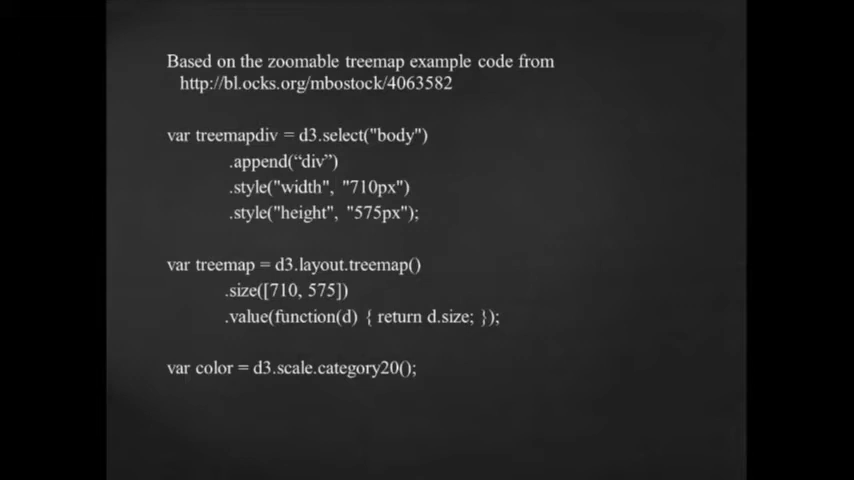 Based on the zoomable treemap example code from
http://bl.ocks.org/mbostock/4063582
var treemapdiv = d3.select("body")
.append(“div”)
.style("width", "710px")
.style("height", "575px");
var treemap = d3.layout.treemap()
.size([710, 575])
.value(function(d) { return d.size; });
var color = d3.scale.category20();